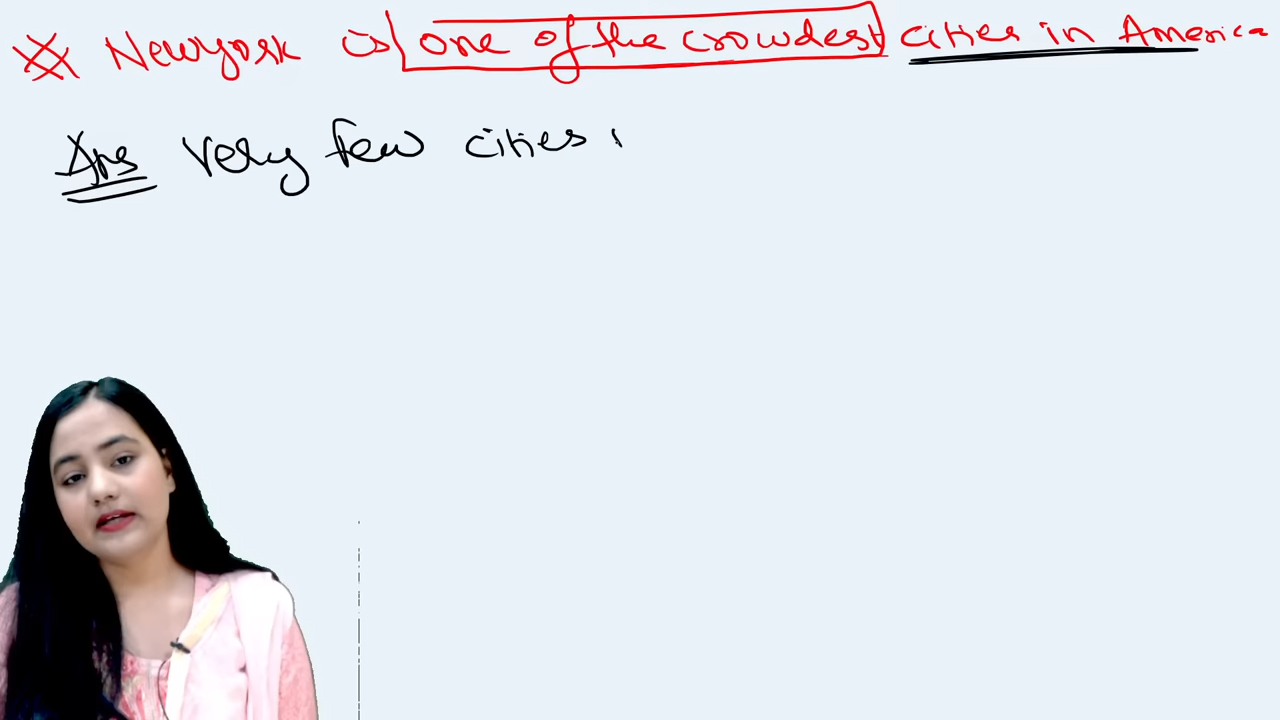 ※ Newyork is one of the crowdest cities in America
Ans Very few cities